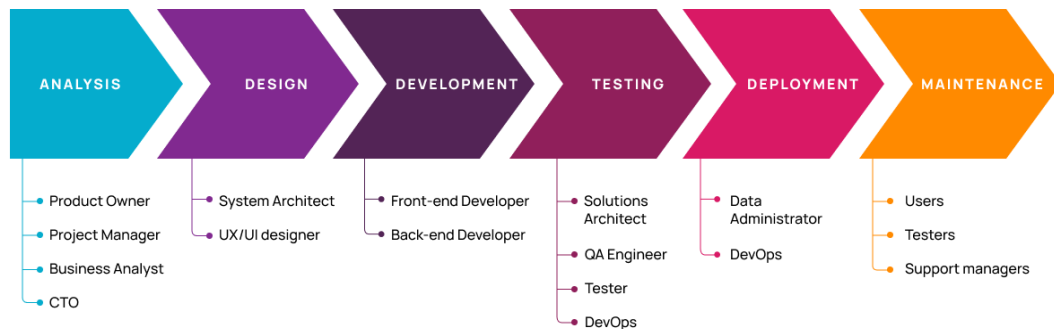 ANALYSIS
DESIGN
DEVELOPMENT
TESTING
DEPLOYMENT
MAINTENANCE
Product Owner
Project Manager
Business Analyst
CTO
System Architect
UX/UI designer
Front-end Developer
Back-end Developer
Solutions
Architect
QA Engineer
Tester
DevOps
Data
Administrator
DevOps
Users
Testers
Support managers